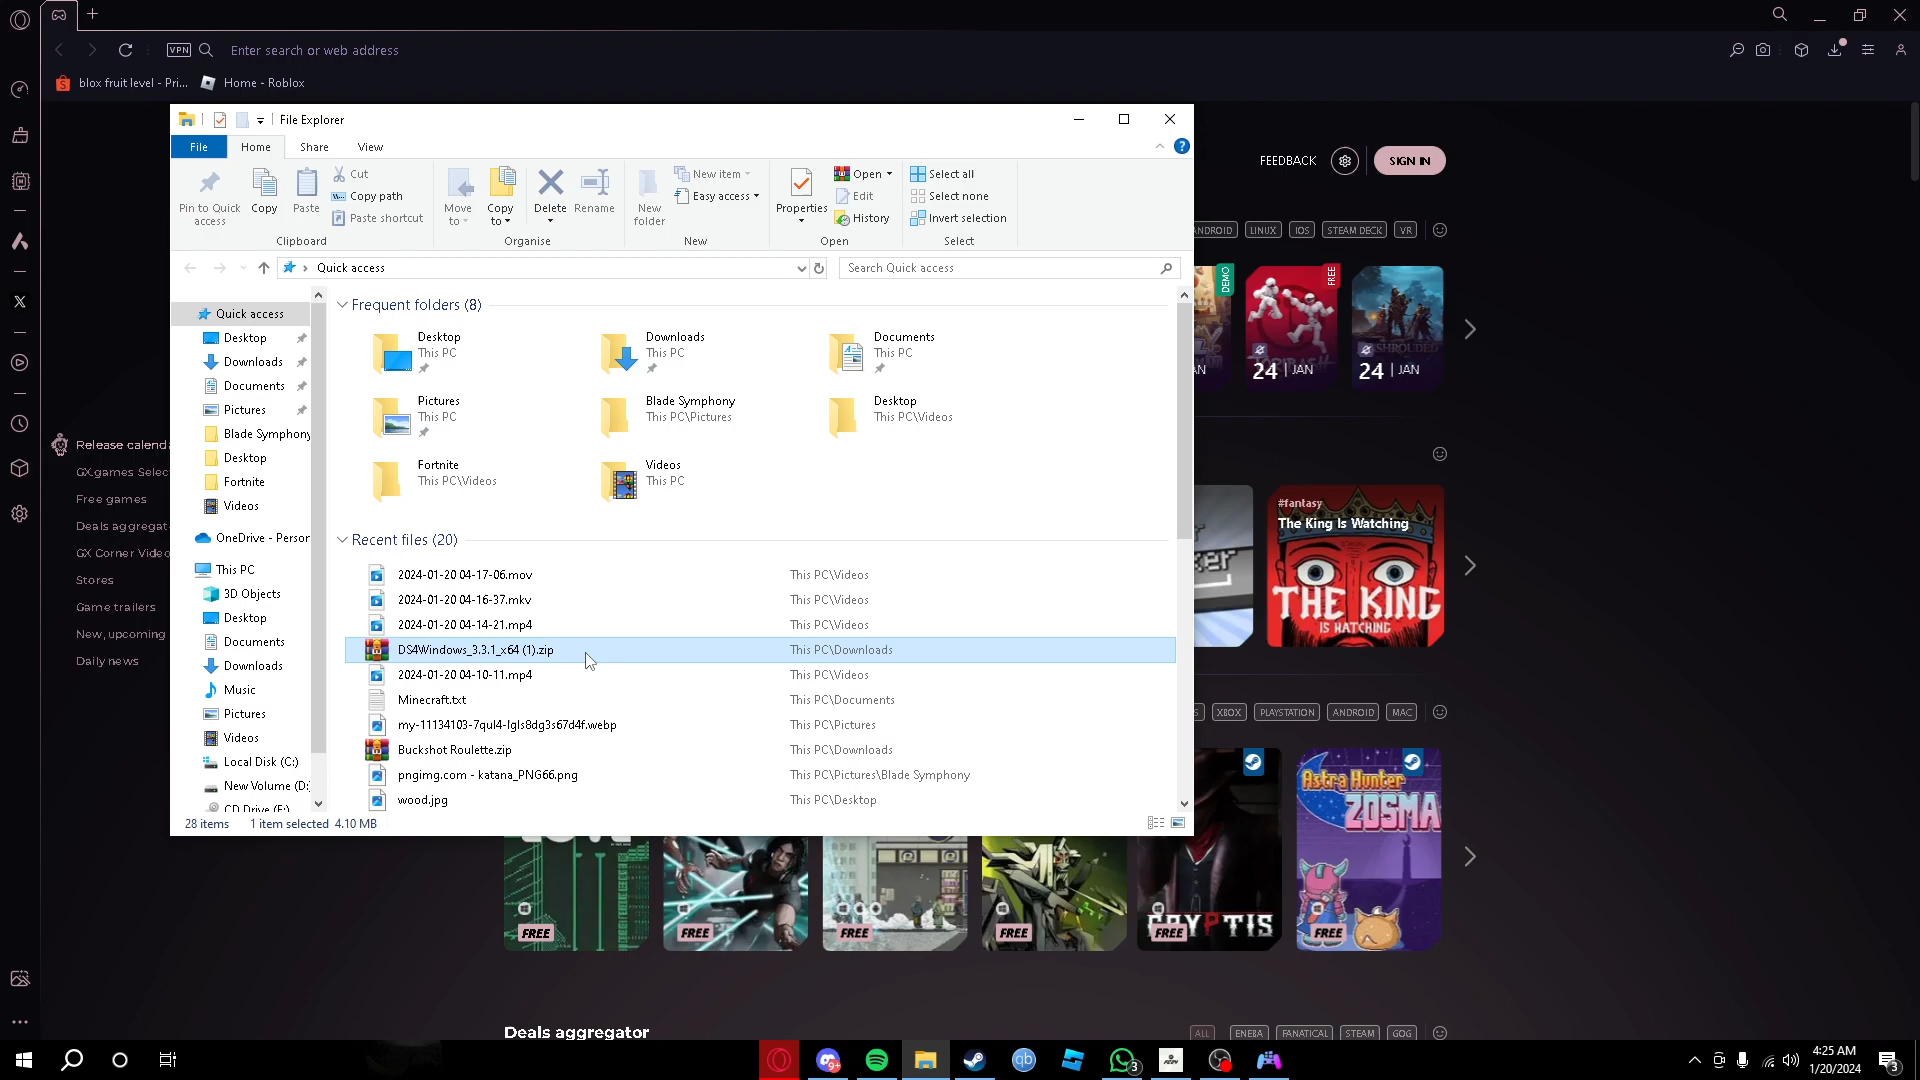 VPN
Enter search or web address
blox fruit level - Pri...
Home - Roblox
File Explorer
File
Home
Share
View
Pin to Quick access
Copy
Paste
Cut
Copy path
Paste shortcut
Clipboard
Move to
Copy to
Delete
Rename
Organise
New folder
New item
Easy access
New
Properties
Open
Edit
History
Open
Select all
Select none
Invert selection
Select
Quick access
Search Quick access
Quick access
Desktop
Downloads
Documents
Pictures
Blade Symphony
Desktop
Fortnite
Videos
OneDrive - Person
This PC
3D Objects
Desktop
Documents
Downloads
Music
Pictures
Videos
Local Disk (C:)
New Volume (D:)
CD Drive (F:)
Frequent folders (8)
Desktop
This PC
Downloads
This PC
Documents
This PC
Pictures
This PC
Blade Symphony
This PC\Pictures
Desktop
This PC\Videos
Fortnite
This PC\Videos
Videos
This PC
Recent files (20)
2024-01-20 04-17-06.mov
This PC\Videos
2024-01-20 04-16-37.mkv
This PC\Videos
2024-01-20 04-14-21.mp4
This PC\Videos
DS4Windows_3.3.1_x64 (1).zip
This PC\Downloads
2024-01-20 04-10-11.mp4
This PC\Videos
Minecraft.txt
This PC\Documents
my-11134103-7qul4-lgls8dg3s67d4f.webp
This PC\Pictures
Buckshot Roulette.zip
This PC\Downloads
pngimg.com - katana_PNG66.png
This PC\Pictures\Blade Symphony
wood.jpg
This PC\Desktop
28 items
1 item selected 4.10 MB
Release calenda
GX.games Selec
Free games
Deals aggregat
GX Corner Video
Stores
Game trailers
New, upcoming
Daily news
FEEDBACK
SIGN IN
NDROID
LINUX
IOS
STEAM DECK
VR
DEMO
AN
FREE
24 | JAN
SHROUDED
24 | JAN
#fantasy
The King Is Watching
THE KING
IS WATCHING
S
XBOX
PLAYSTATION
ANDROID
MAC
Astra Hunter
ZOSMA
CRYPTIS
FREE
FREE
FREE
FREE
FREE
FREE
Deals aggregator
ALL
ENEBA
FANATICAL
STEAM
GOG
9+
3
4:25 AM
1/20/2024
3